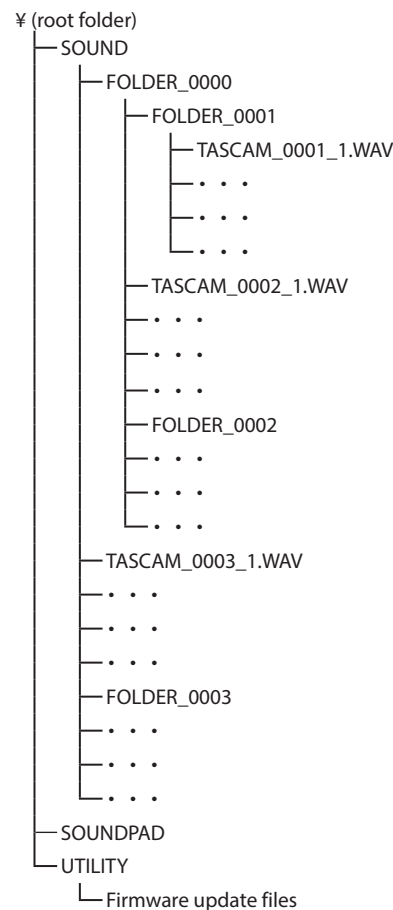 ¥ (root folder)
SOUND
FOLDER_0000
FOLDER_0001
TASCAM_0001_1.WAV
・ ・ ・
・ ・ ・
・ ・ ・
TASCAM_0002_1.WAV
・ ・ ・
・ ・ ・
・ ・ ・
FOLDER_0002
・ ・ ・
・ ・ ・
・ ・ ・
TASCAM_0003_1.WAV
・ ・ ・
・ ・ ・
・ ・ ・
FOLDER_0003
・ ・ ・
・ ・ ・
・ ・ ・
SOUNDPAD
UTILITY
Firmware update files